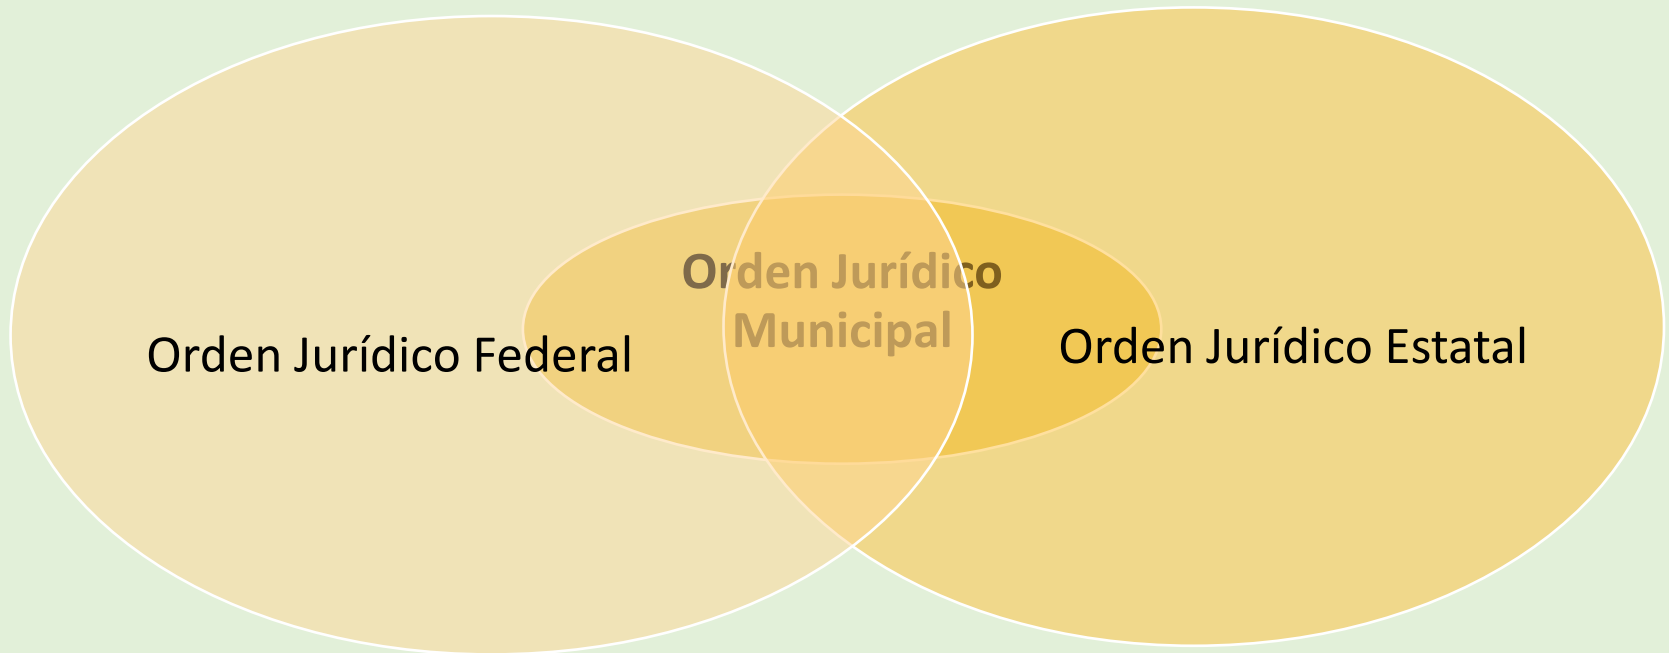 Orden Jurídico
Municipal
Orden Jurídico Federal
Orden Jurídico Estatal